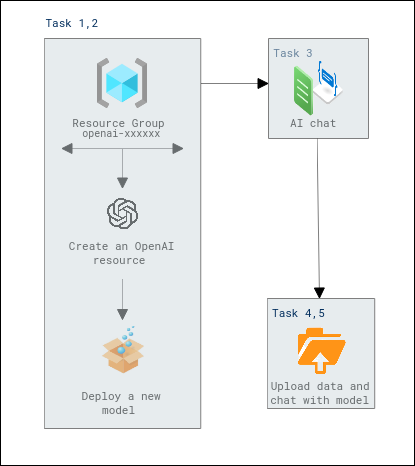 Task 1,2
Resource Group
openai-xxxxxx
Create an OpenAI
resource
Deploy a new
model
Task 3
AI chat
Task 4,5
Upload data and
chat with model